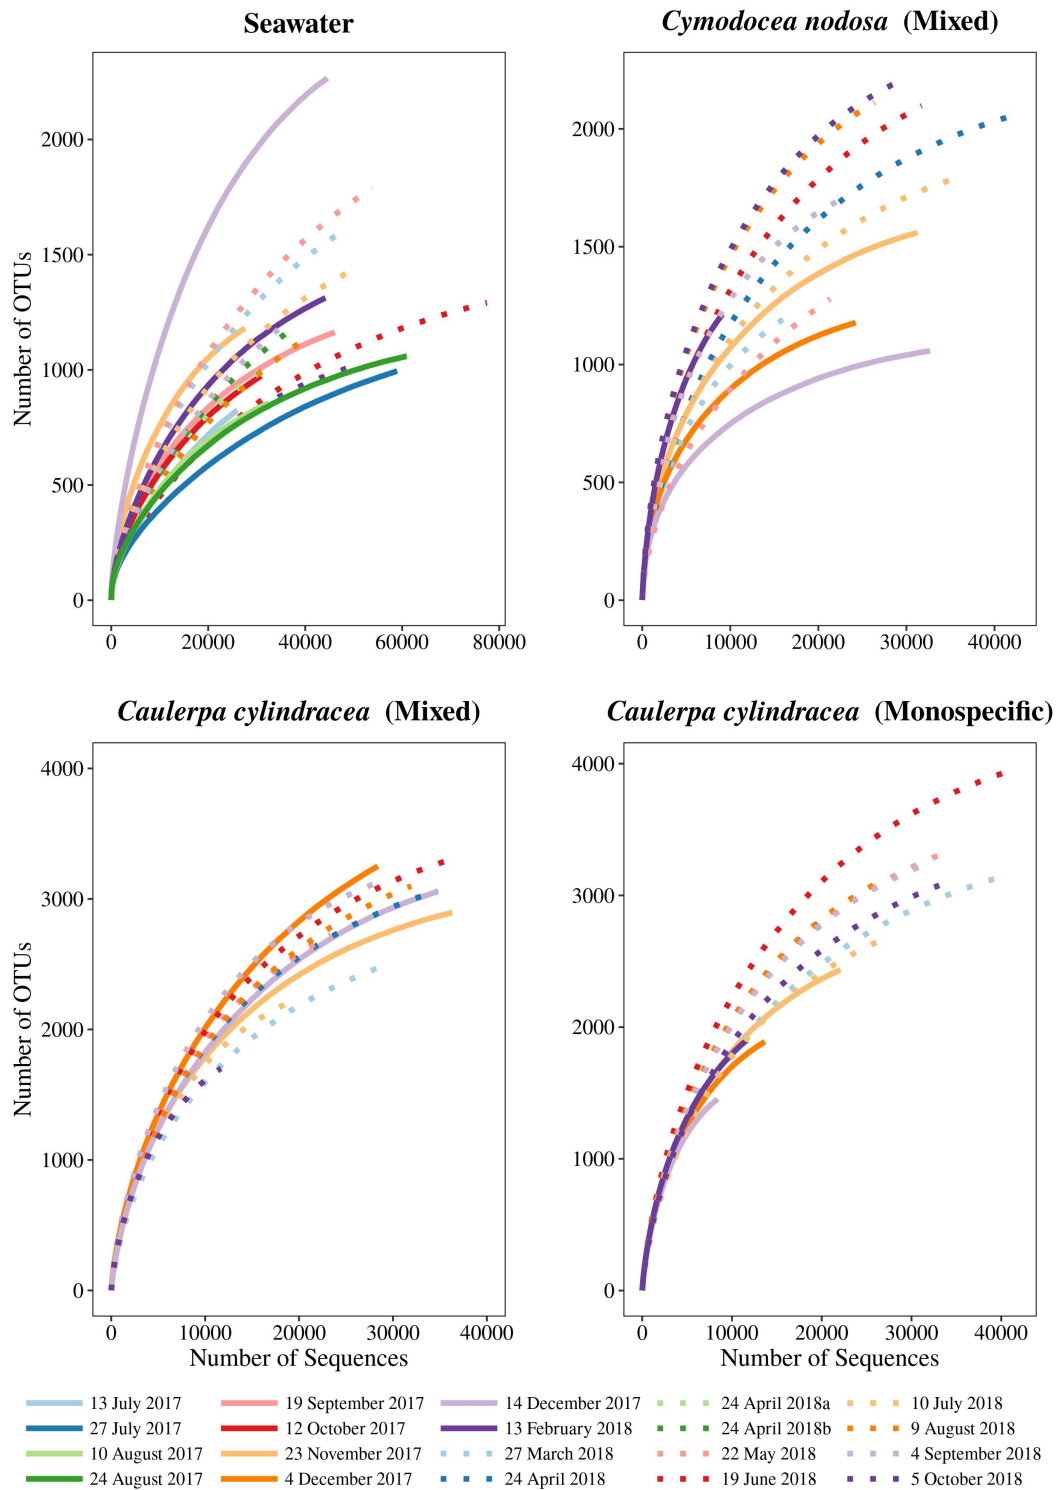 Seawater
Cymodocea nodosa (Mixed)
Number of OTUs
2000
1500
1000
500
0
0 20000 40000 60000 80000
2000
1500
1000
500
0
0 10000 20000 30000 40000
Caulerpa cylindracea (Mixed)
Caulerpa cylindracea (Monospecific)
Number of OTUs
4000
3000
2000
1000
0
0 10000 20000 30000 40000
Number of Sequences
4000
3000
2000
1000
0
0 10000 20000 30000 40000
Number of Sequences
13 July 2017
27 July 2017
10 August 2017
24 August 2017
19 September 2017
12 October 2017
23 November 2017
4 December 2017
14 December 2017
13 February 2018
27 March 2018
24 April 2018
24 April 2018a
24 April 2018b
22 May 2018
19 June 2018
10 July 2018
9 August 2018
4 September 2018
5 October 2018